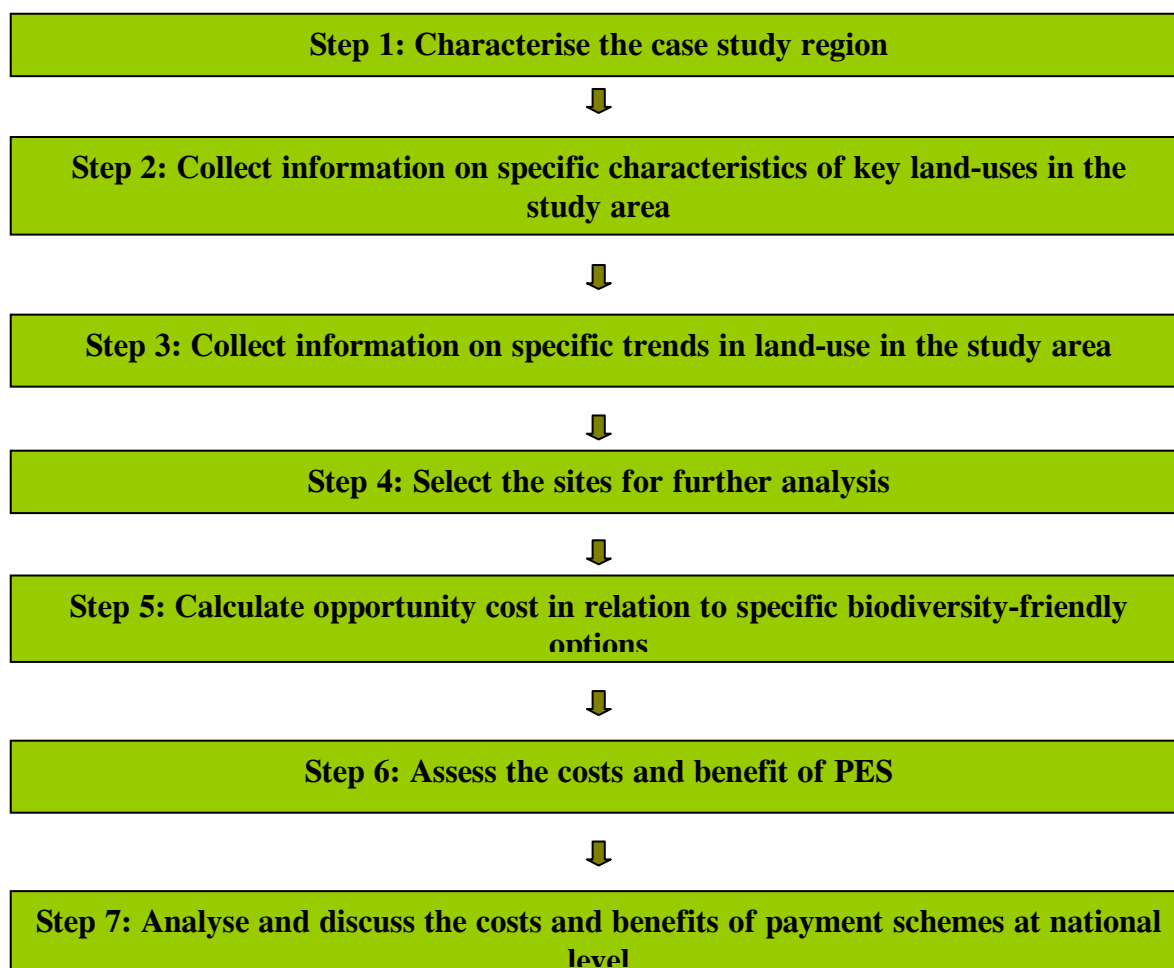 Step 1: Characterise the case study region
Step 2: Collect information on specific characteristics of key land-uses in the
study area
Step 3: Collect information on specific trends in land-use in the study area
Step 4: Select the sites for further analysis
Step 5: Calculate opportunity cost in relation to specific biodiversity-friendly
options
Step 6: Assess the costs and benefit of PES
Step 7: Analyse and discuss the costs and benefits of payment schemes at national
level